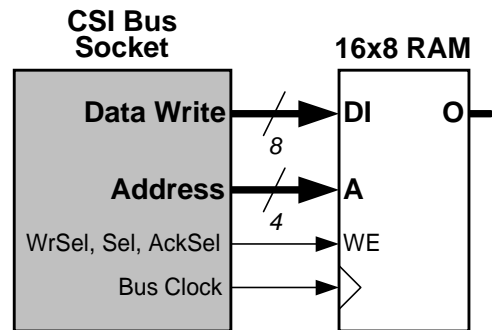 CSI Bus
Socket
16x8 RAM
Data Write
8
DI
O
Address
4
A
WrSel, Sel, AckSel
WE
Bus Clock